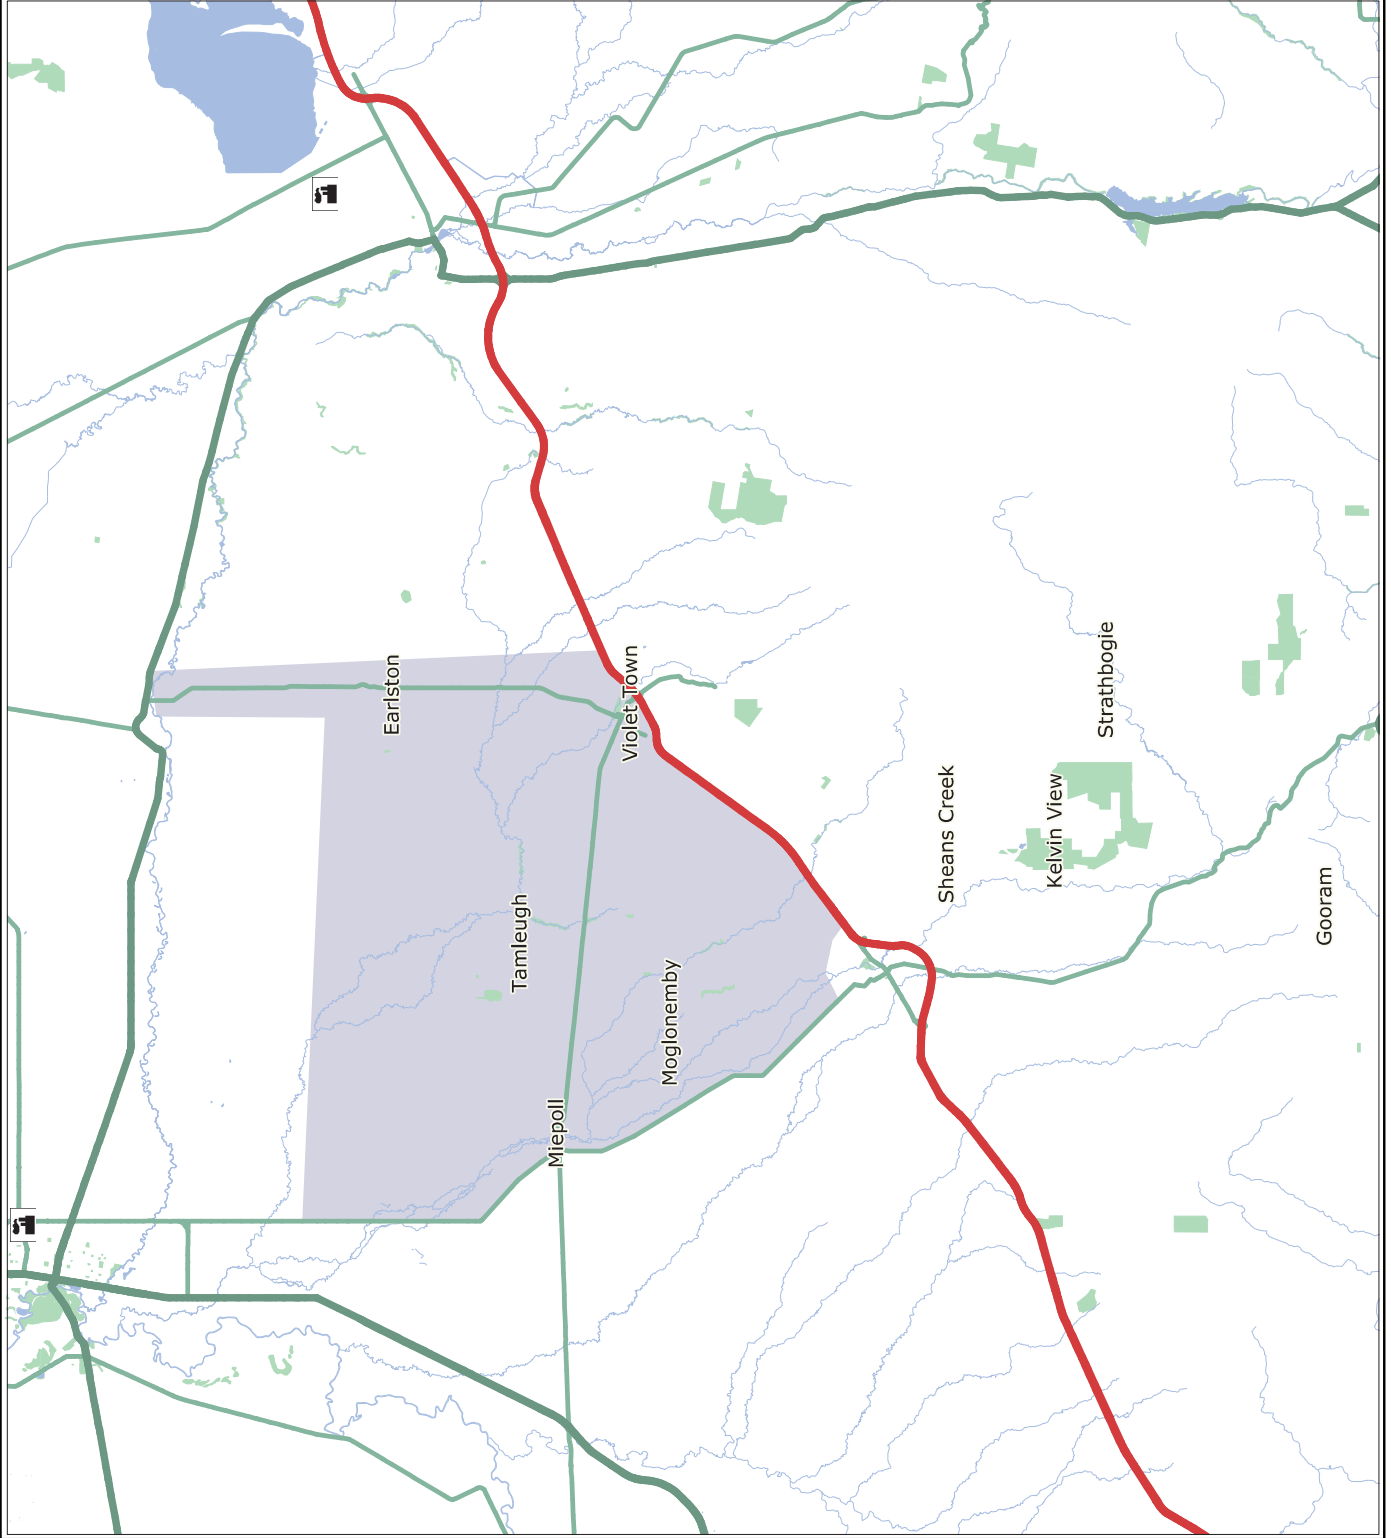 Earlston
Violet Town
Tamleugh
Moglonemby
Miepoll
Strathbogie
Sheans Creek
Kelvin View
Gooram